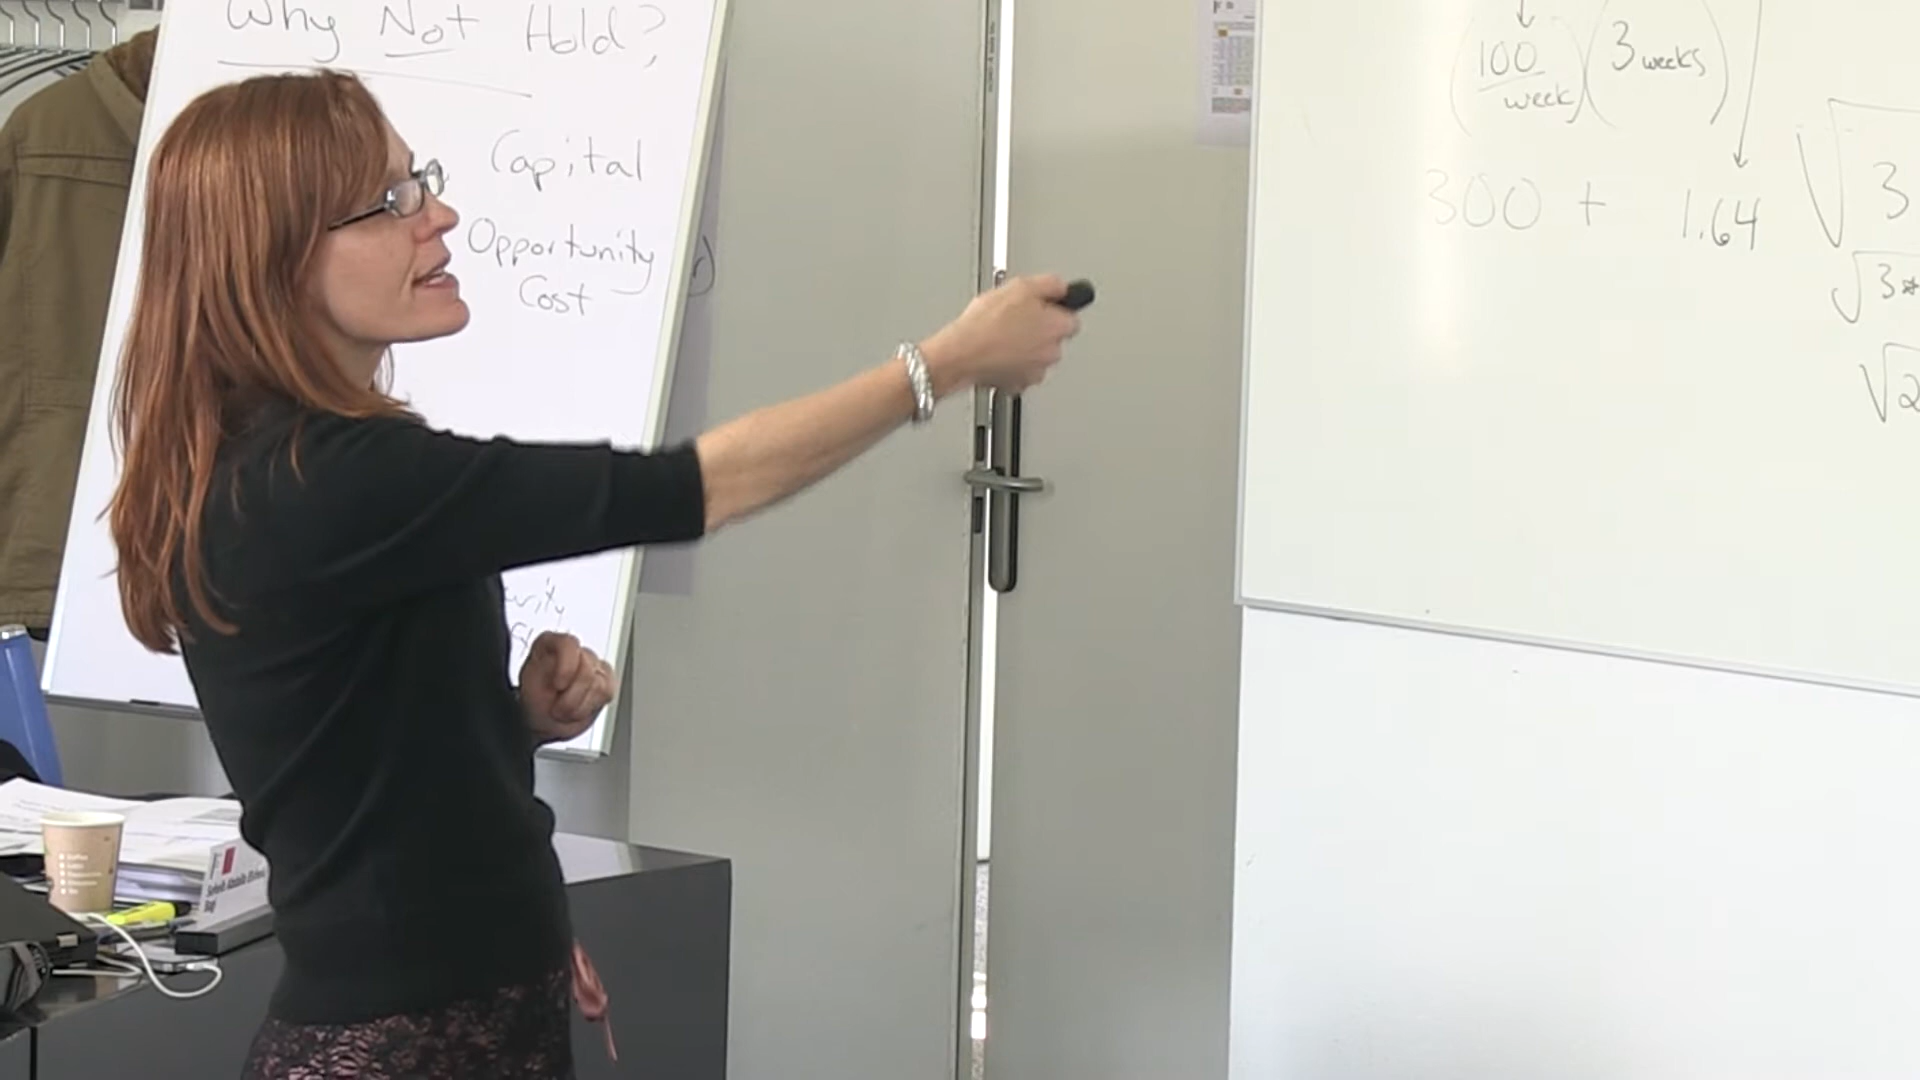 Why Not Hold?
Capital
Opportunity
Cost
100
week
3 weeks
300 + 1.64
√3
√3*
√2